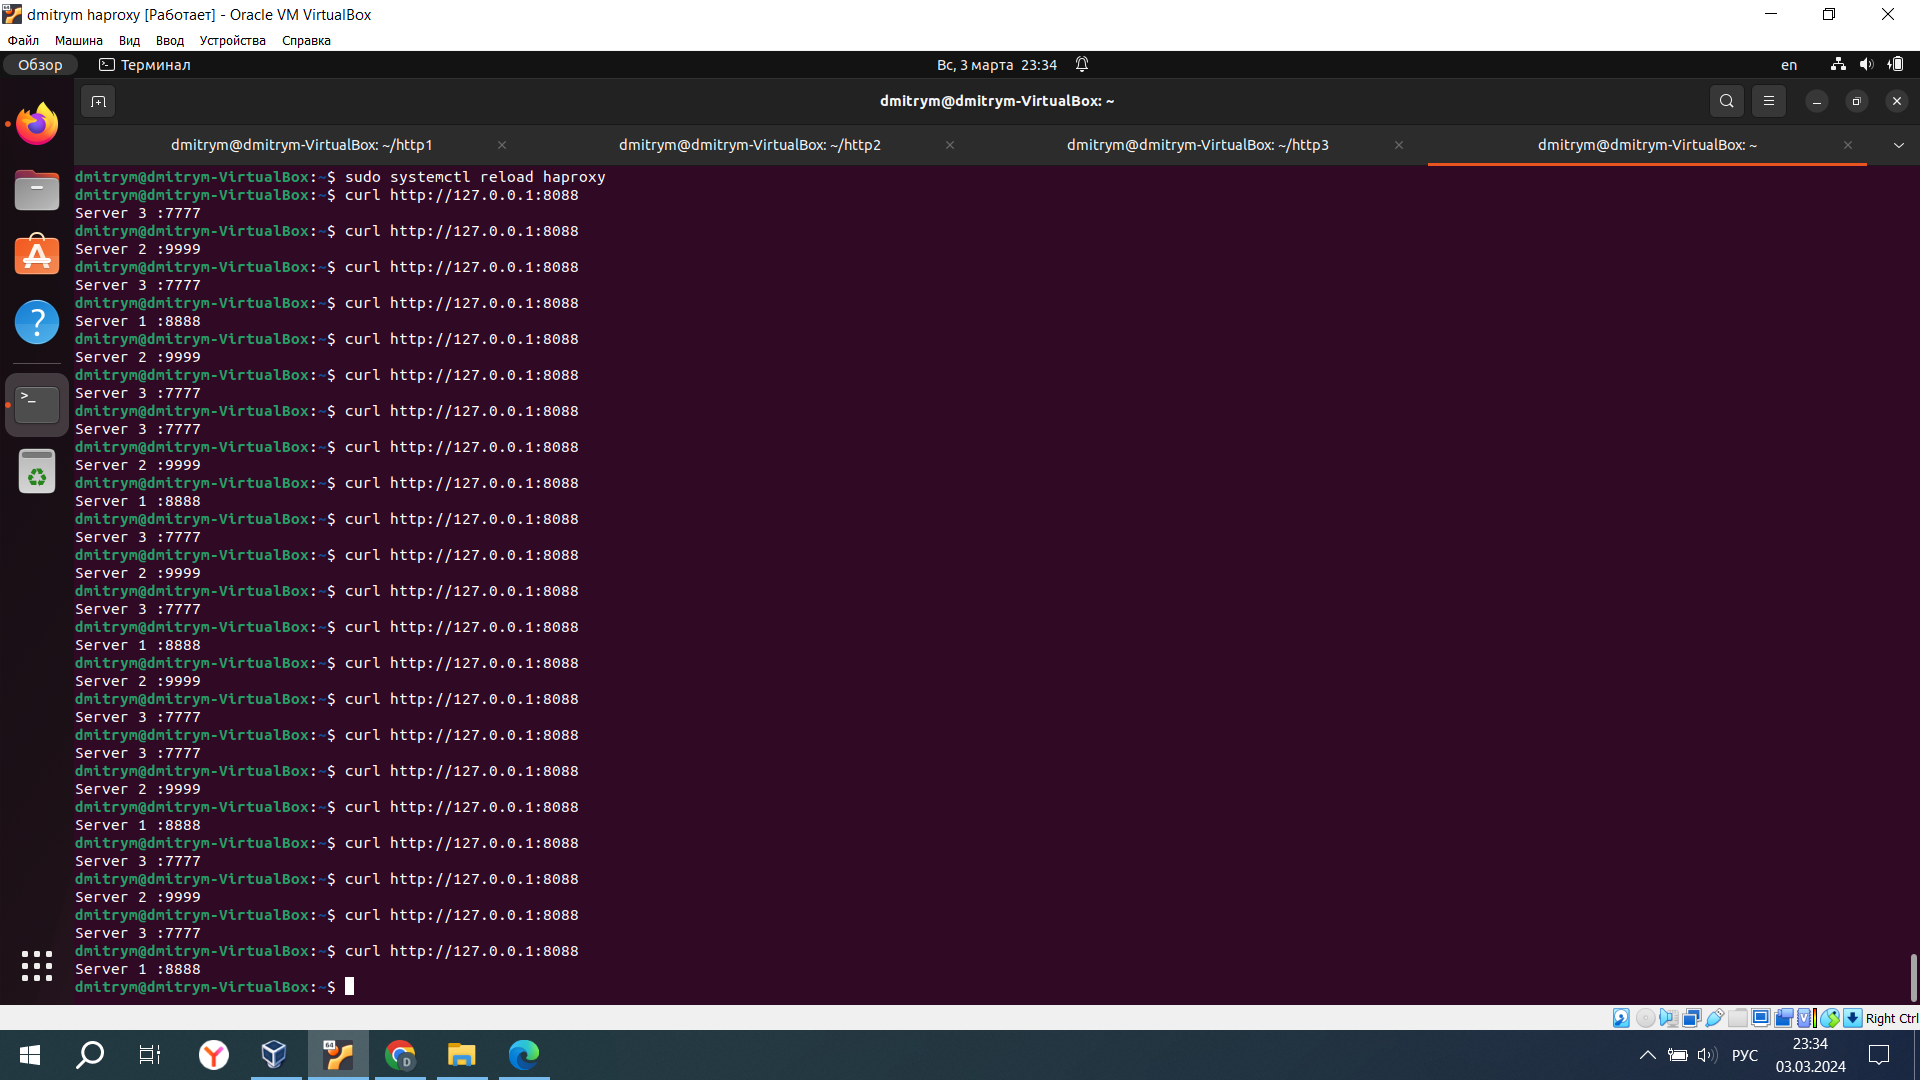 dmitrym haproxy [Работает] - Oracle VM VirtualBox
Файл Машина Вид Ввод Устройства Справка
Обзор Терминал Вс, 3 марта 23:34 en
dmitrym@dmitrym-VirtualBox: ~
dmitrym@dmitrym-VirtualBox: ~/http1 dmitrym@dmitrym-VirtualBox: ~/http2 dmitrym@dmitrym-VirtualBox: ~/http3 dmitrym@dmitrym-VirtualBox: ~
dmitrym@dmitrym-VirtualBox:~$ sudo systemctl reload haproxy
dmitrym@dmitrym-VirtualBox:~$ curl http://127.0.0.1:8088
Server 3 :7777
dmitrym@dmitrym-VirtualBox:~$ curl http://127.0.0.1:8088
Server 2 :9999
dmitrym@dmitrym-VirtualBox:~$ curl http://127.0.0.1:8088
Server 3 :7777
dmitrym@dmitrym-VirtualBox:~$ curl http://127.0.0.1:8088
Server 1 :8888
dmitrym@dmitrym-VirtualBox:~$ curl http://127.0.0.1:8088
Server 2 :9999
dmitrym@dmitrym-VirtualBox:~$ curl http://127.0.0.1:8088
Server 3 :7777
dmitrym@dmitrym-VirtualBox:~$ curl http://127.0.0.1:8088
Server 3 :7777
dmitrym@dmitrym-VirtualBox:~$ curl http://127.0.0.1:8088
Server 2 :9999
dmitrym@dmitrym-VirtualBox:~$ curl http://127.0.0.1:8088
Server 1 :8888
dmitrym@dmitrym-VirtualBox:~$ curl http://127.0.0.1:8088
Server 3 :7777
dmitrym@dmitrym-VirtualBox:~$ curl http://127.0.0.1:8088
Server 2 :9999
dmitrym@dmitrym-VirtualBox:~$ curl http://127.0.0.1:8088
Server 3 :7777
dmitrym@dmitrym-VirtualBox:~$ curl http://127.0.0.1:8088
Server 1 :8888
dmitrym@dmitrym-VirtualBox:~$ curl http://127.0.0.1:8088
Server 2 :9999
dmitrym@dmitrym-VirtualBox:~$ curl http://127.0.0.1:8088
Server 3 :7777
dmitrym@dmitrym-VirtualBox:~$ curl http://127.0.0.1:8088
Server 3 :7777
dmitrym@dmitrym-VirtualBox:~$ curl http://127.0.0.1:8088
Server 2 :9999
dmitrym@dmitrym-VirtualBox:~$ curl http://127.0.0.1:8088
Server 1 :8888
dmitrym@dmitrym-VirtualBox:~$ curl http://127.0.0.1:8088
Server 3 :7777
dmitrym@dmitrym-VirtualBox:~$ curl http://127.0.0.1:8088
Server 2 :9999
dmitrym@dmitrym-VirtualBox:~$ curl http://127.0.0.1:8088
Server 3 :7777
dmitrym@dmitrym-VirtualBox:~$ curl http://127.0.0.1:8088
Server 1 :8888
dmitrym@dmitrym-VirtualBox:~$
Right Ctrl
РУС
23:34
03.03.2024